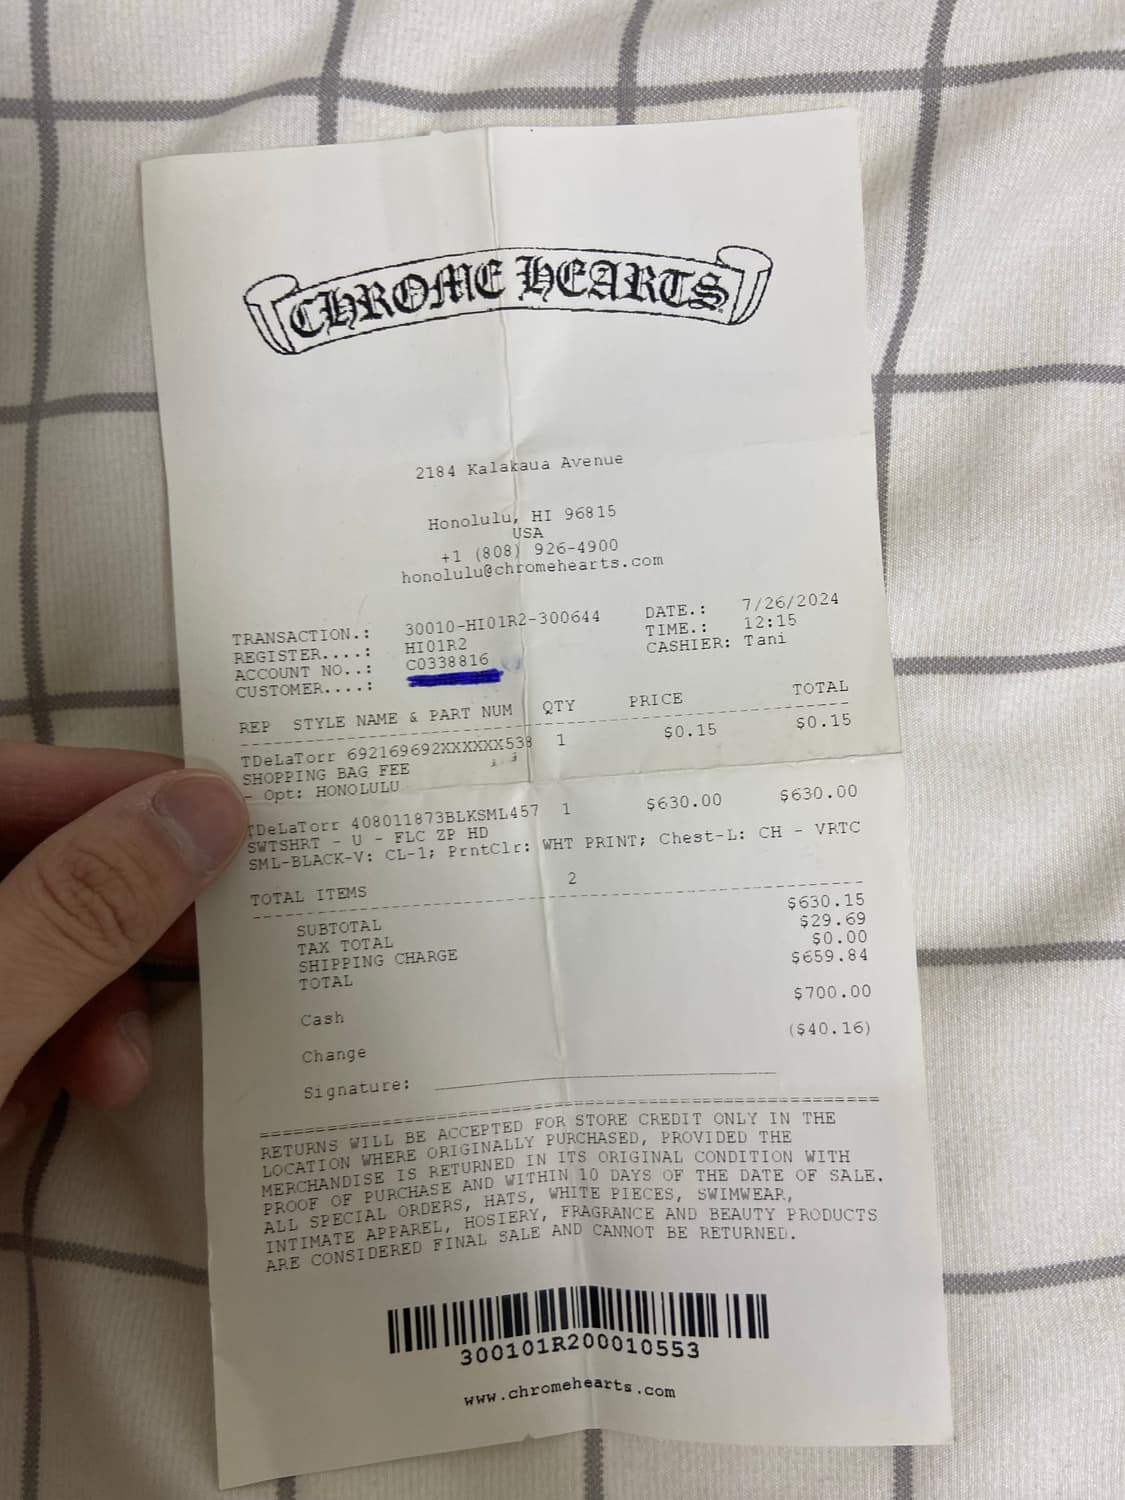 CHROME HEARTS
2184 Kalakaua Avenue
Honolulu, HI 96815
USA
+1 (808) 926-4900
honolulu@chromehearts.com
TRANSACTION.: 30010-HI01R2-300644 DATE.: 7/26/2024
REGISTER....: HI01R2 TIME.: 12:15
ACCOUNT NO..: C0338816 CASHIER: Tani
CUSTOMER....:
REP STYLE NAME & PART NUM QTY PRICE TOTAL
TDeLaTorr 692169692XXXXXX538 1 $0.15 $0.15
SHOPPING BAG FEE
- Opt: HONOLULU
TDeLaTorr 408011873BLKSML457 1 $630.00 $630.00
SWTSHRT - U - FLC ZP HD
SML-BLACK-V: CL-1; PrntClr: WHT PRINT; Chest-L: CH - VRTC
TOTAL ITEMS 2
SUBTOTAL $630.15
TAX TOTAL $29.69
SHIPPING CHARGE $0.00
TOTAL $659.84
Cash $700.00
Change ($40.16)
Signature:
RETURNS WILL BE ACCEPTED FOR STORE CREDIT ONLY IN THE
LOCATION WHERE ORIGINALLY PURCHASED, PROVIDED THE
MERCHANDISE IS RETURNED IN ITS ORIGINAL CONDITION WITH
PROOF OF PURCHASE AND WITHIN 10 DAYS OF THE DATE OF SALE.
ALL SPECIAL ORDERS, HATS, WHITE PIECES, SWIMWEAR,
INTIMATE APPAREL, HOSIERY, FRAGRANCE AND BEAUTY PRODUCTS
ARE CONSIDERED FINAL SALE AND CANNOT BE RETURNED.
300101R200010553
www.chromehearts.com